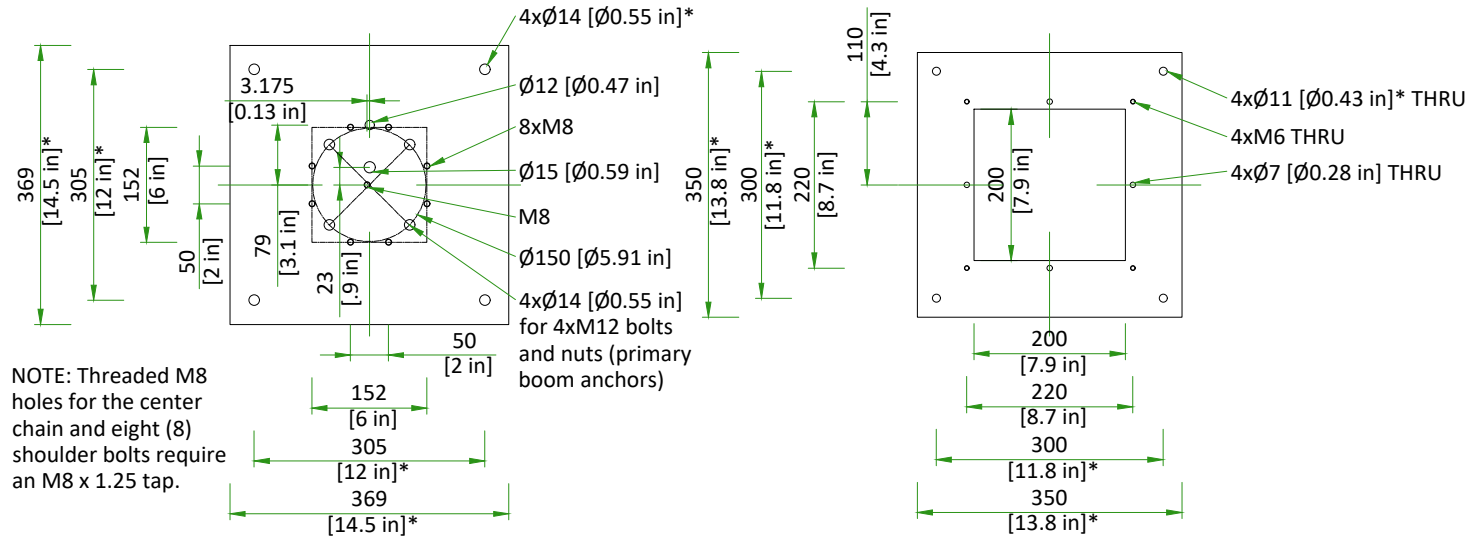 4xØ14 [Ø0.55 in]*
3.175
[0.13 in]
Ø12 [Ø0.47 in]
8xM8
Ø15 [Ø0.59 in]
M8
Ø150 [Ø5.91 in]
4xØ14 [Ø0.55 in]
for 4xM12 bolts
and nuts (primary
boom anchors)
369
[14.5 in]*
305
[12 in]*
152
[6 in]
50
[2 in]
79
[3.1 in]
23
[.9 in]
50
[2 in]
152
[6 in]
305
[12 in]*
369
[14.5 in]*
NOTE: Threaded M8
holes for the center
chain and eight (8)
shoulder bolts require
an M8 x 1.25 tap.
110
[4.3 in]
4xØ11 [Ø0.43 in]* THRU
4xM6 THRU
4xØ7 [Ø0.28 in] THRU
350
[13.8 in]*
300
[11.8 in]*
220
[8.7 in]
200
[7.9 in]
200
[7.9 in]
220
[8.7 in]
300
[11.8 in]*
350
[13.8 in]*